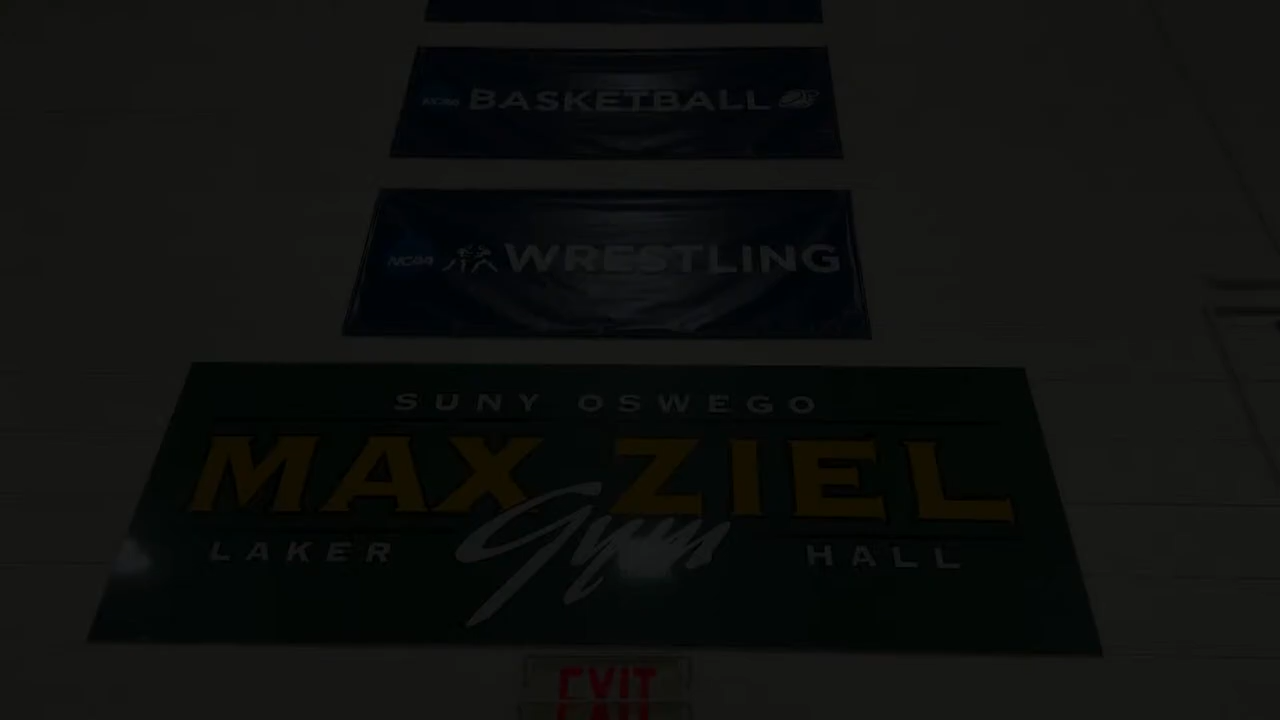 NCAA BASKETBALL
NCAA WRESTLING
SUNY OSWEGO
MAX ZIEL
Gym
LAKER HALL
EXIT